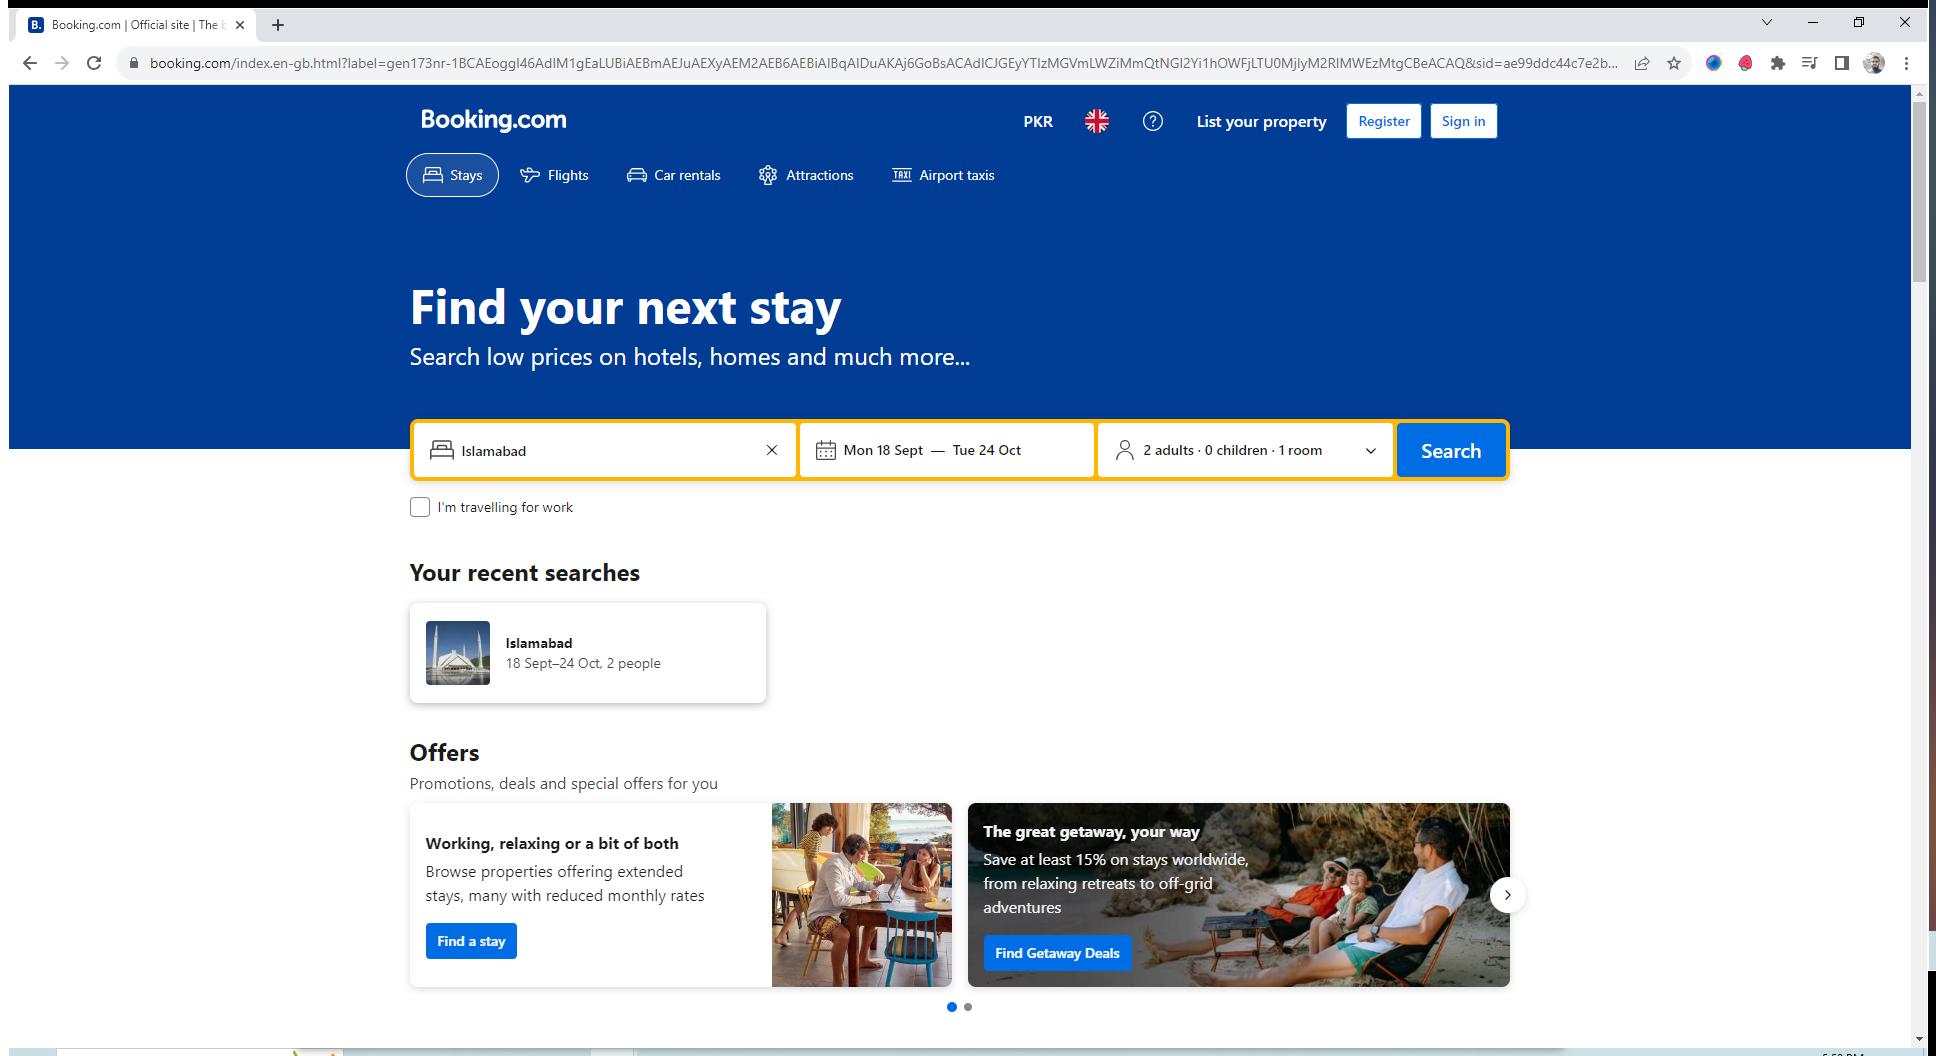 B. Booking.com | Official site | The b
booking.com/index.en-gb.html?label=gen173nr-1BCAEoggI46AdIM1gEaLUBiAEBmAEJuAEXyAEM2AEB6AEBiAIBqAIDuAKAj6GoBsACAdICJGEyYTIzMGVmLWZiMmQtNGI2Yi1hOWFjLTU0MjIyM2RlMWEzMtgCBeACAQ&sid=ae99ddc44c7e2b...
Booking.com
PKR
List your property
Register
Sign in
Stays
Flights
Car rentals
Attractions
TAXI Airport taxis
Find your next stay
Search low prices on hotels, homes and much more...
Islamabad
Mon 18 Sept — Tue 24 Oct
2 adults · 0 children · 1 room
Search
I'm travelling for work
Your recent searches
Islamabad
18 Sept–24 Oct, 2 people
Offers
Promotions, deals and special offers for you
Working, relaxing or a bit of both
Browse properties offering extended
stays, many with reduced monthly rates
Find a stay
The great getaway, your way
Save at least 15% on stays worldwide,
from relaxing retreats to off-grid
adventures
Find Getaway Deals